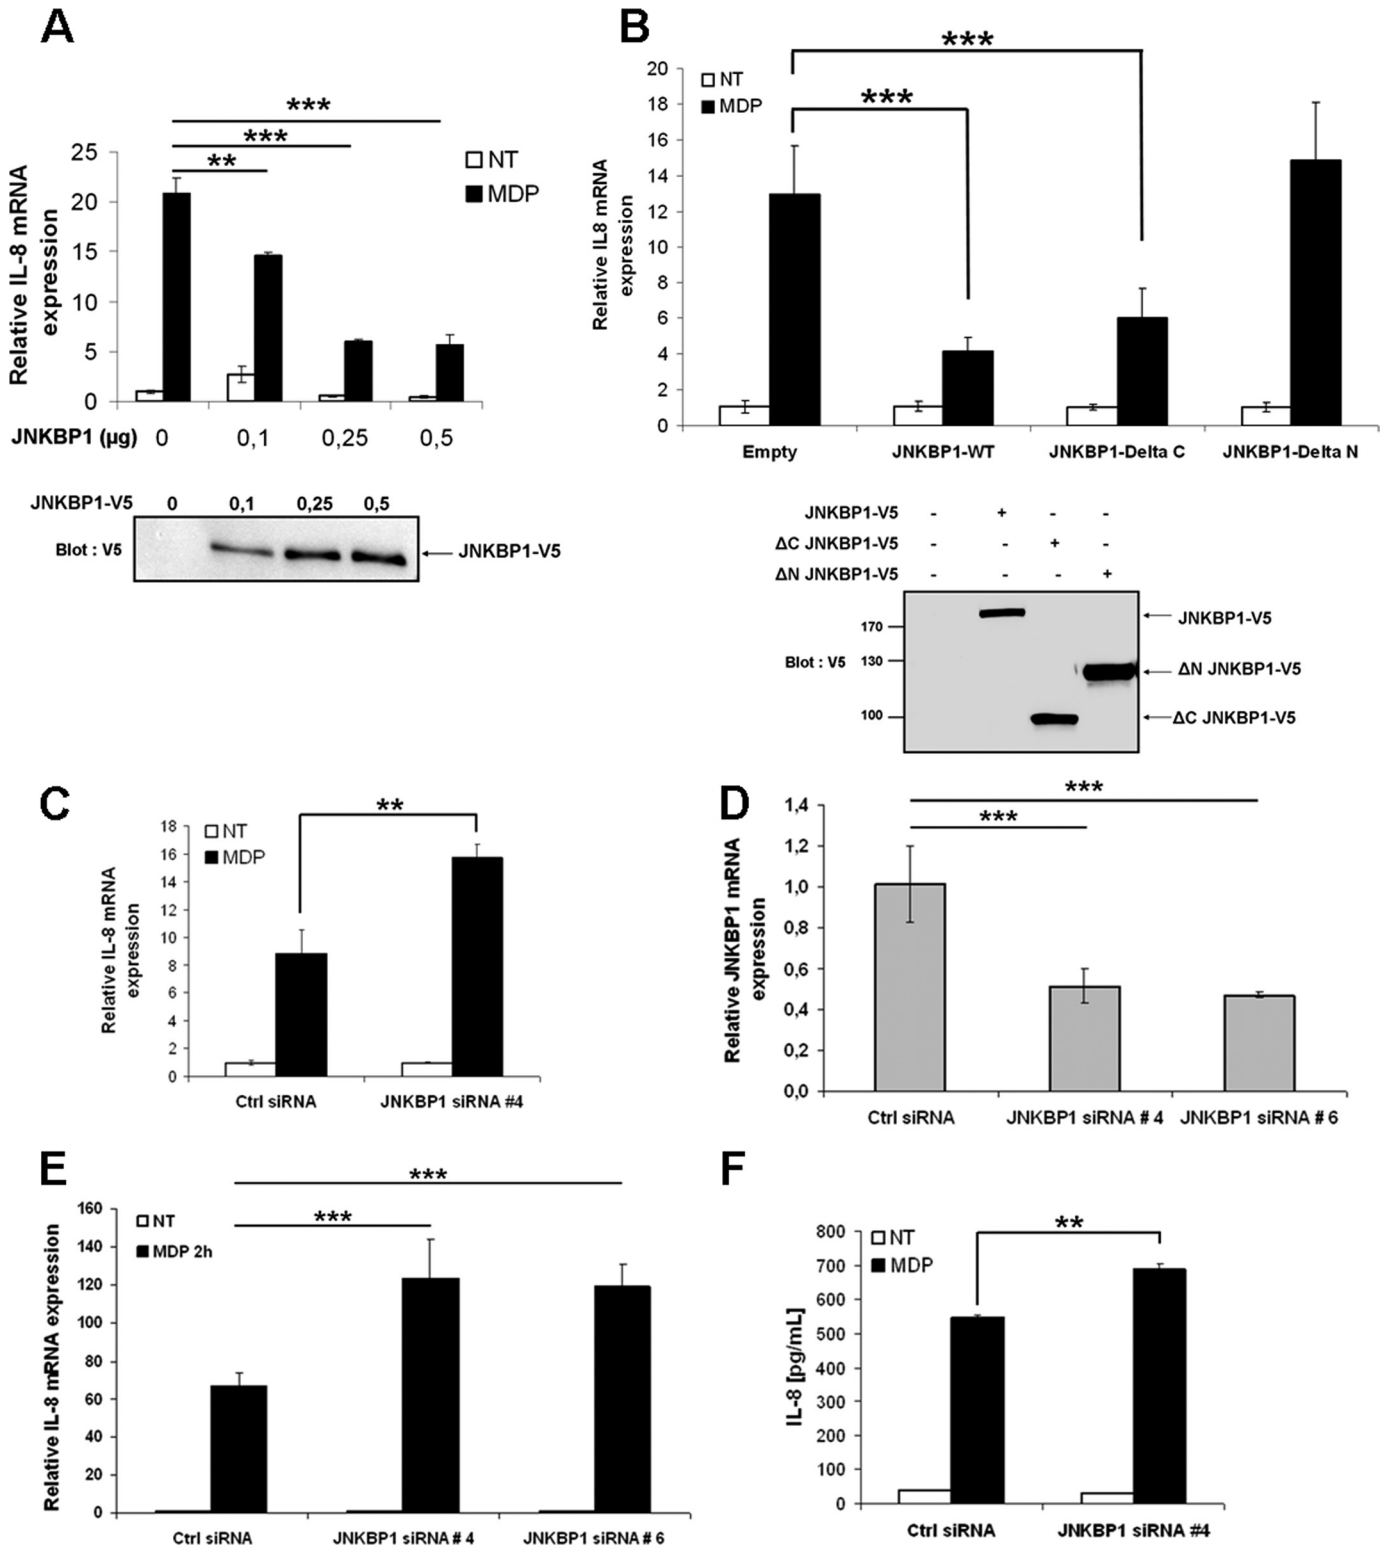 A
***
***
**
NT
MDP
Relative IL-8 mRNA
expression
25
20
15
10
5
0
JNKBP1 (µg) 0 0,1 0,25 0,5
JNKBP1-V5 0 0,1 0,25 0,5
Blot : V5
JNKBP1-V5
B
***
***
NT
MDP
Relative IL8 mRNA
expression
20
18
16
14
12
10
8
6
4
2
0
Empty JNKBP1-WT JNKBP1-Delta C JNKBP1-Delta N
JNKBP1-V5 - + - -
ΔC JNKBP1-V5 - - + -
ΔN JNKBP1-V5 - - - +
Blot : V5
170
130
100
JNKBP1-V5
ΔN JNKBP1-V5
ΔC JNKBP1-V5
C
**
NT
MDP
Relative IL-8 mRNA
expression
18
16
14
12
10
8
6
4
2
0
Ctrl siRNA JNKBP1 siRNA #4
D
***
***
Relative JNKBP1 mRNA
expression
1,4
1,2
1,0
0,8
0,6
0,4
0,2
0,0
Ctrl siRNA JNKBP1 siRNA # 4 JNKBP1 siRNA # 6
E
***
***
NT
MDP 2h
Relative IL-8 mRNA expression
160
140
120
100
80
60
40
20
0
Ctrl siRNA JNKBP1 siRNA # 4 JNKBP1 siRNA # 6
F
**
NT
MDP
IL-8 [pg/mL]
800
700
600
500
400
300
200
100
0
Ctrl siRNA JNKBP1 siRNA #4